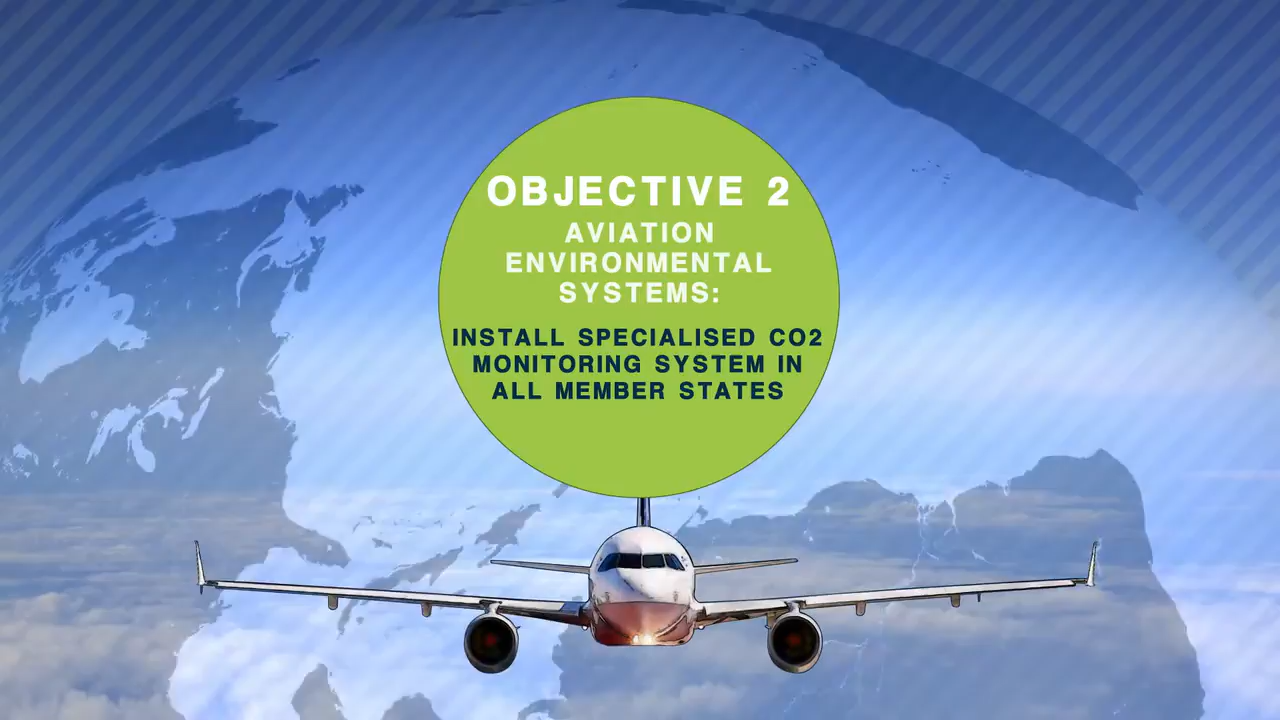 OBJECTIVE 2
AVIATION
ENVIRONMENTAL
SYSTEMS:
INSTALL SPECIALISED CO2
MONITORING SYSTEM IN
ALL MEMBER STATES